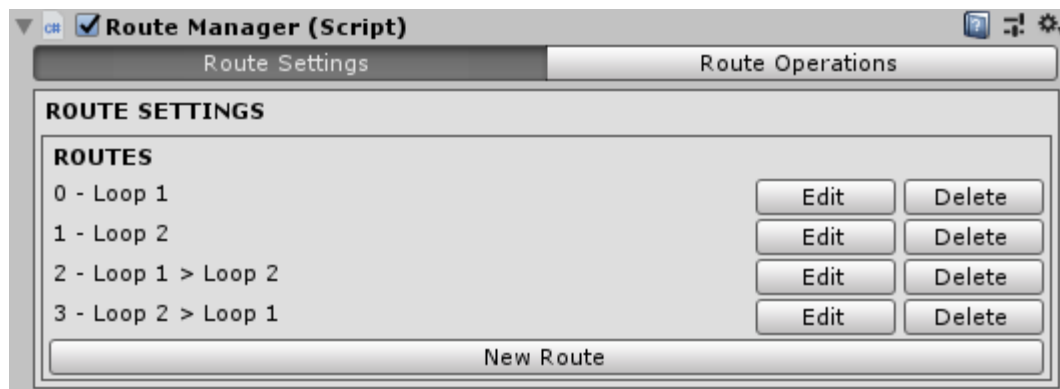 c# Route Manager (Script)
Route Settings Route Operations
ROUTE SETTINGS
ROUTES
0 - Loop 1 Edit Delete
1 - Loop 2 Edit Delete
2 - Loop 1 > Loop 2 Edit Delete
3 - Loop 2 > Loop 1 Edit Delete
New Route